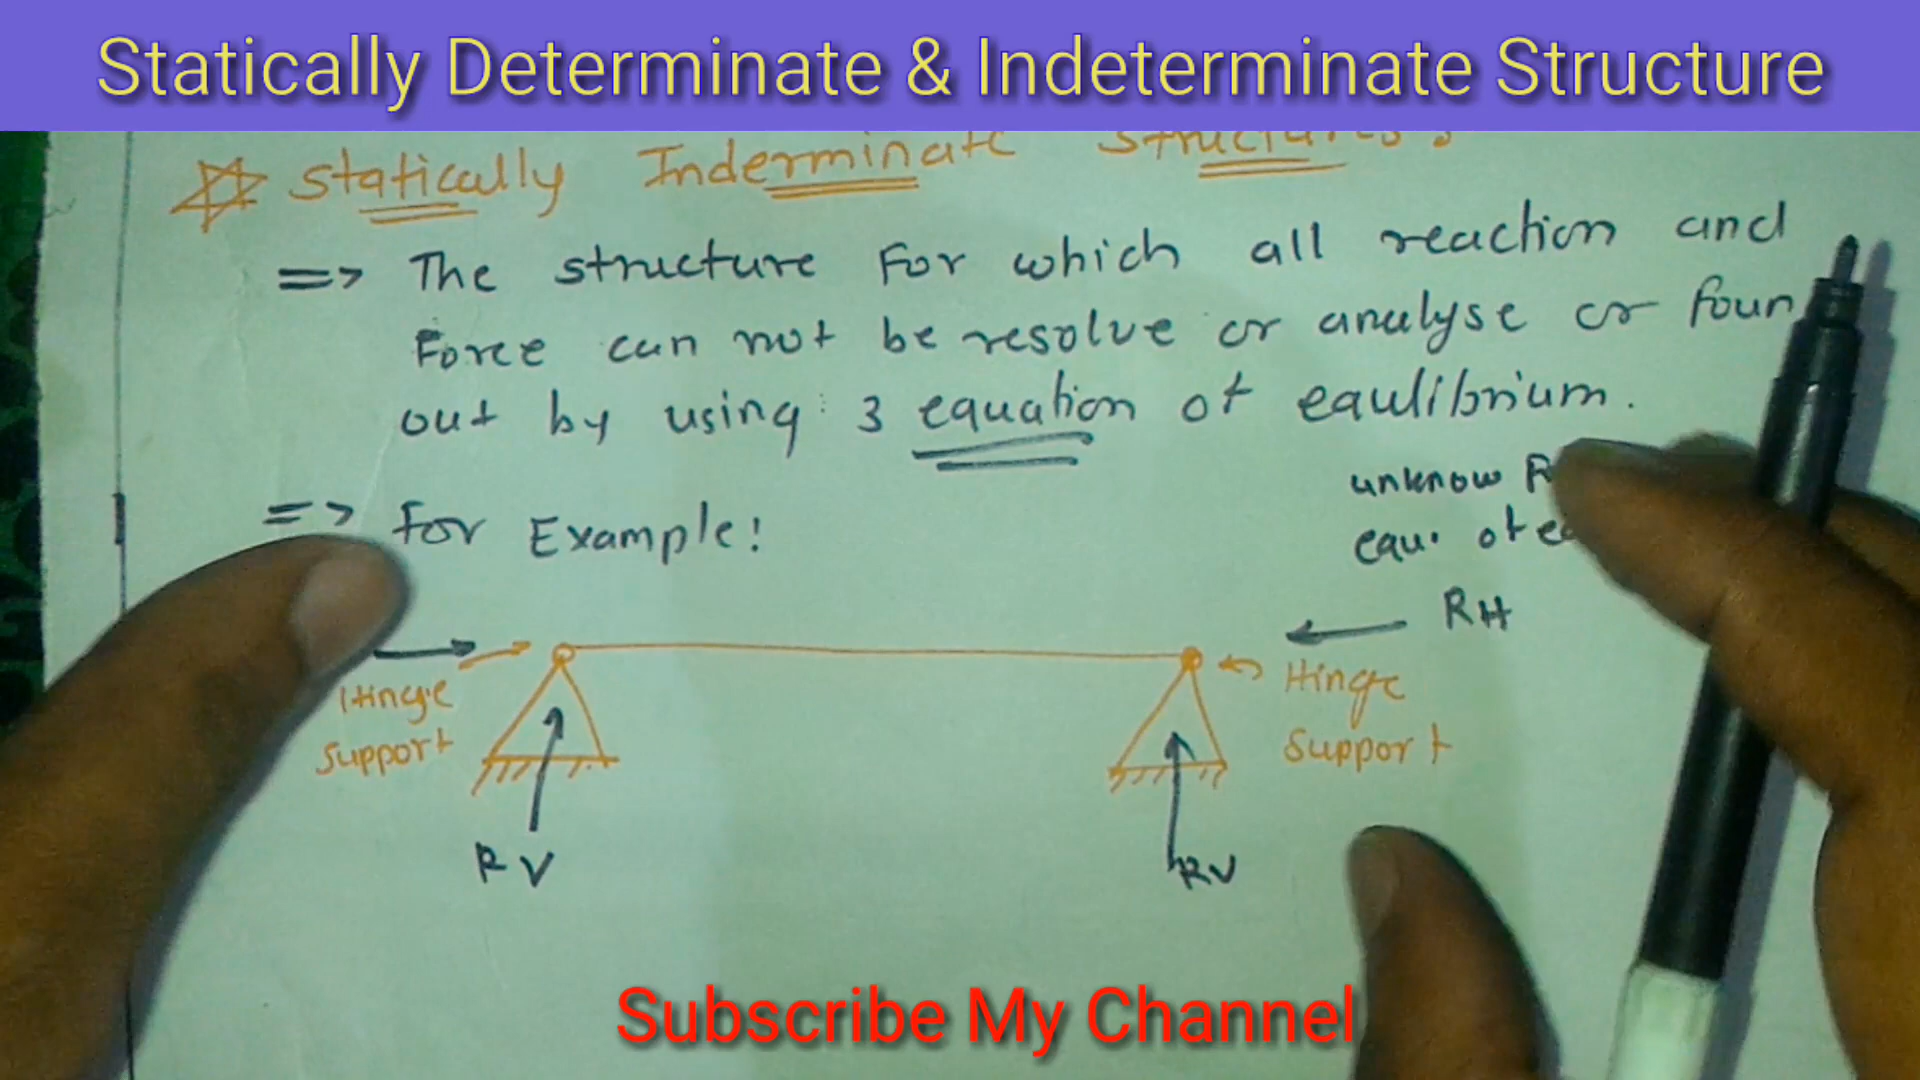 Statically Determinate & Indeterminate Structure
Statically Inderminate Structures:
=> The structure For which all reaction and
Force can not be resolve or analyse or foun
out by using 3 equation of eaulibrium.
unknow R
=> For Example!
eau. of e
RH
Hinge
Support
Hinge
Support
RV
RV
Subscribe My Channel